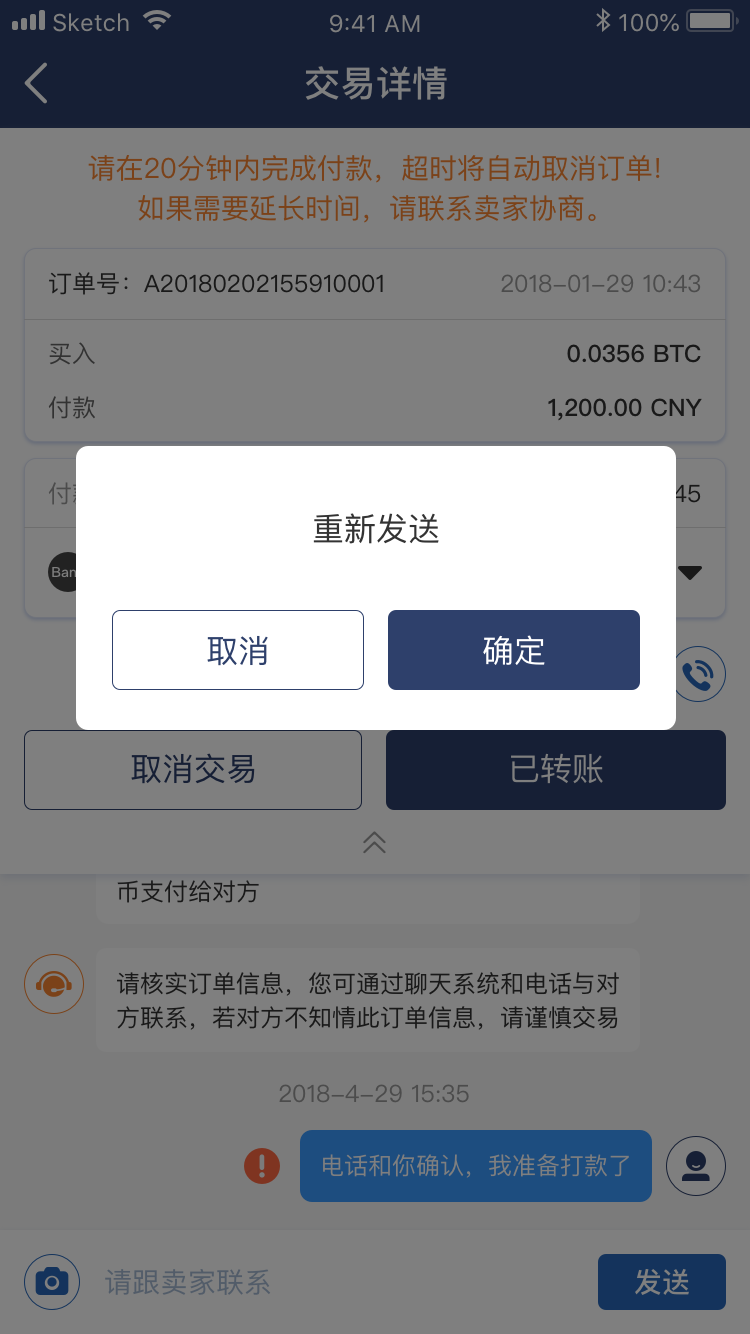 Sketch 9:41 AM 100%
交易详情
请在20分钟内完成付款，超时将自动取消订单!
如果需要延长时间，请联系卖家协商。
订单号：A20180202155910001 2018-01-29 10:43
买入 0.0356 BTC
付款 1,200.00 CNY
付 45
重新发送
Ban
取消 确定
取消交易 已转账
币支付给对方
请核实订单信息，您可通过聊天系统和电话与对
方联系，若对方不知情此订单信息，请谨慎交易
2018-4-29 15:35
电话和你确认，我准备打款了
请跟卖家联系 发送